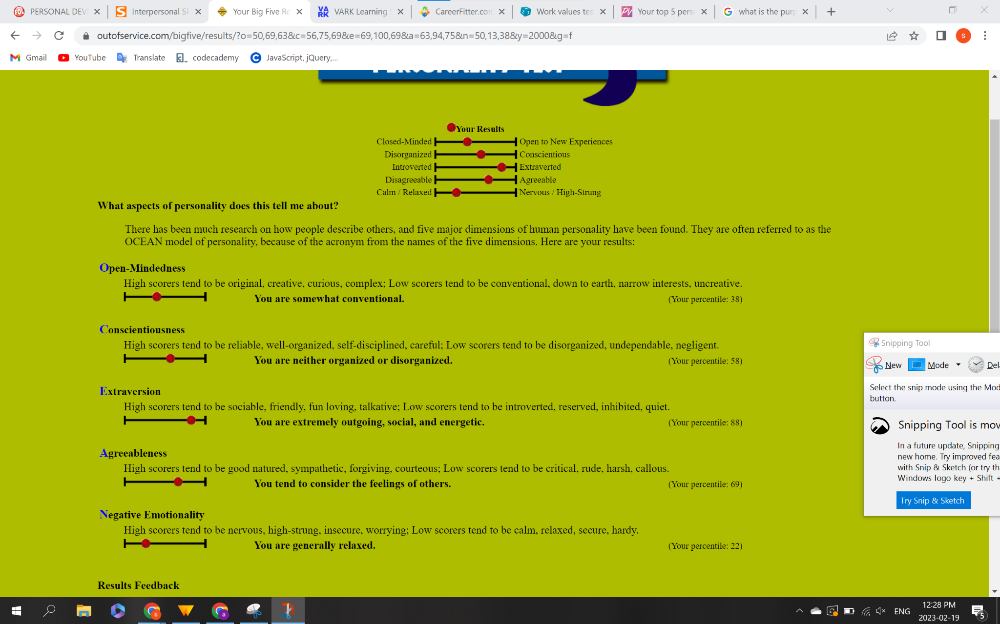 PERSONAL DEV
Interpersonal Sk
Your Big Five Re
VARK Learning S
CareerFitter.com
Work values tes
Your top 5 perso
what is the purp
outofservice.com/bigfive/results/?o=50,69,63&c=56,75,69&e=69,100,69&a=63,94,75&n=50,13,38&y=2000&g=f
Gmail
YouTube
Translate
codecademy
JavaScript, jQuery,...
PERSONALITY TEST
Your Results
Closed-Minded Open to New Experiences
Disorganized Conscientious
Introverted Extraverted
Disagreeable Agreeable
Calm / Relaxed Nervous / High-Strung
What aspects of personality does this tell me about?
There has been much research on how people describe others, and five major dimensions of human personality have been found. They are often referred to as the
OCEAN model of personality, because of the acronym from the names of the five dimensions. Here are your results:
Open-Mindedness
High scorers tend to be original, creative, curious, complex; Low scorers tend to be conventional, down to earth, narrow interests, uncreative.
You are somewhat conventional. (Your percentile: 38)
Conscientiousness
High scorers tend to be reliable, well-organized, self-disciplined, careful; Low scorers tend to be disorganized, undependable, negligent.
You are neither organized or disorganized. (Your percentile: 58)
Extraversion
High scorers tend to be sociable, friendly, fun loving, talkative; Low scorers tend to be introverted, reserved, inhibited, quiet.
You are extremely outgoing, social, and energetic. (Your percentile: 88)
Agreeableness
High scorers tend to be good natured, sympathetic, forgiving, courteous; Low scorers tend to be critical, rude, harsh, callous.
You tend to consider the feelings of others. (Your percentile: 69)
Negative Emotionality
High scorers tend to be nervous, high-strung, insecure, worrying; Low scorers tend to be calm, relaxed, secure, hardy.
You are generally relaxed. (Your percentile: 22)
Results Feedback
Snipping Tool
New Mode Del
Select the snip mode using the Mod
button.
Snipping Tool is mov
In a future update, Snipping
new home. Try improved fea
with Snip & Sketch (or try th
Windows logo key + Shift +
Try Snip & Sketch
ENG
12:28 PM
2023-02-19
5